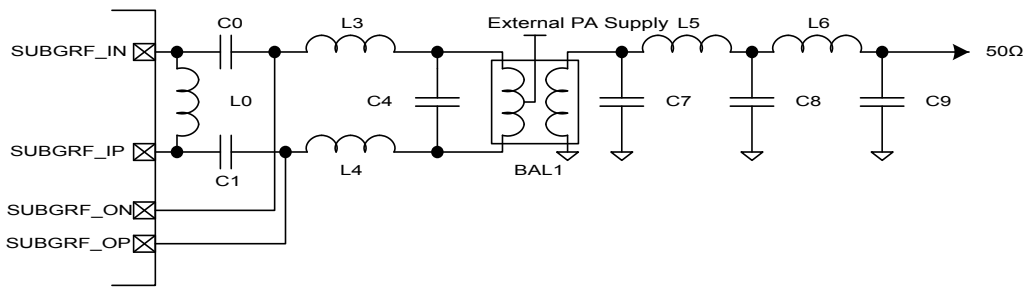 C0
L3
External PA Supply
L5
L6
SUBGRF_IN
50Ω
L0
C4
C7
C8
C9
SUBGRF_IP
C1
L4
BAL1
SUBGRF_ON
SUBGRF_OP